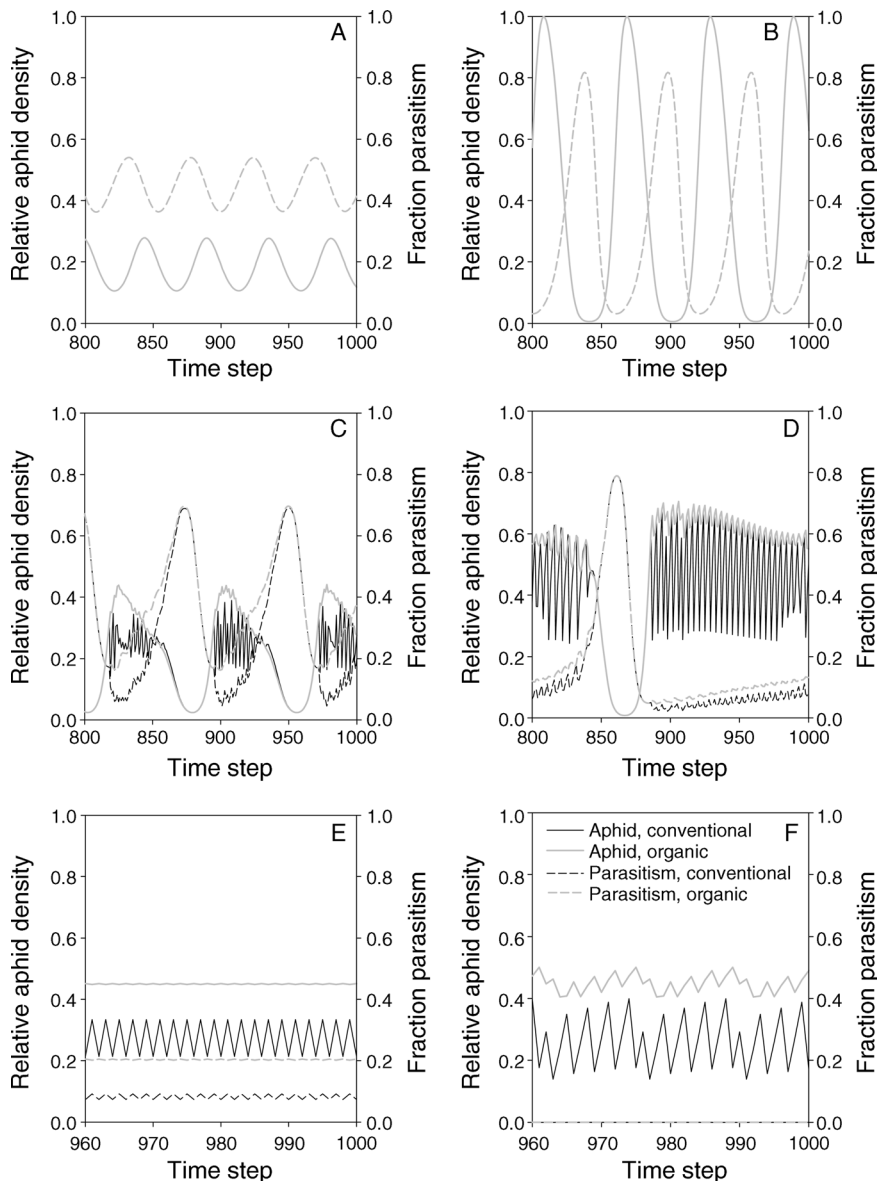 A
1.0
0.8
0.6
0.4
0.2
0.0
Relative aphid density
1.0
0.8
0.6
0.4
0.2
0.0
Fraction parasitism
800 850 900 950 1000
Time step
B
1.0
0.8
0.6
0.4
0.2
0.0
Relative aphid density
1.0
0.8
0.6
0.4
0.2
0.0
Fraction parasitism
800 850 900 950 1000
Time step
C
1.0
0.8
0.6
0.4
0.2
0.0
Relative aphid density
1.0
0.8
0.6
0.4
0.2
0.0
Fraction parasitism
800 850 900 950 1000
Time step
D
1.0
0.8
0.6
0.4
0.2
0.0
Relative aphid density
1.0
0.8
0.6
0.4
0.2
0.0
Fraction parasitism
800 850 900 950 1000
Time step
E
1.0
0.8
0.6
0.4
0.2
0.0
Relative aphid density
1.0
0.8
0.6
0.4
0.2
0.0
Fraction parasitism
960 970 980 990 1000
Time step
F
Aphid, conventional
Aphid, organic
Parasitism, conventional
Parasitism, organic
1.0
0.8
0.6
0.4
0.2
0.0
Relative aphid density
1.0
0.8
0.6
0.4
0.2
0.0
Fraction parasitism
960 970 980 990 1000
Time step